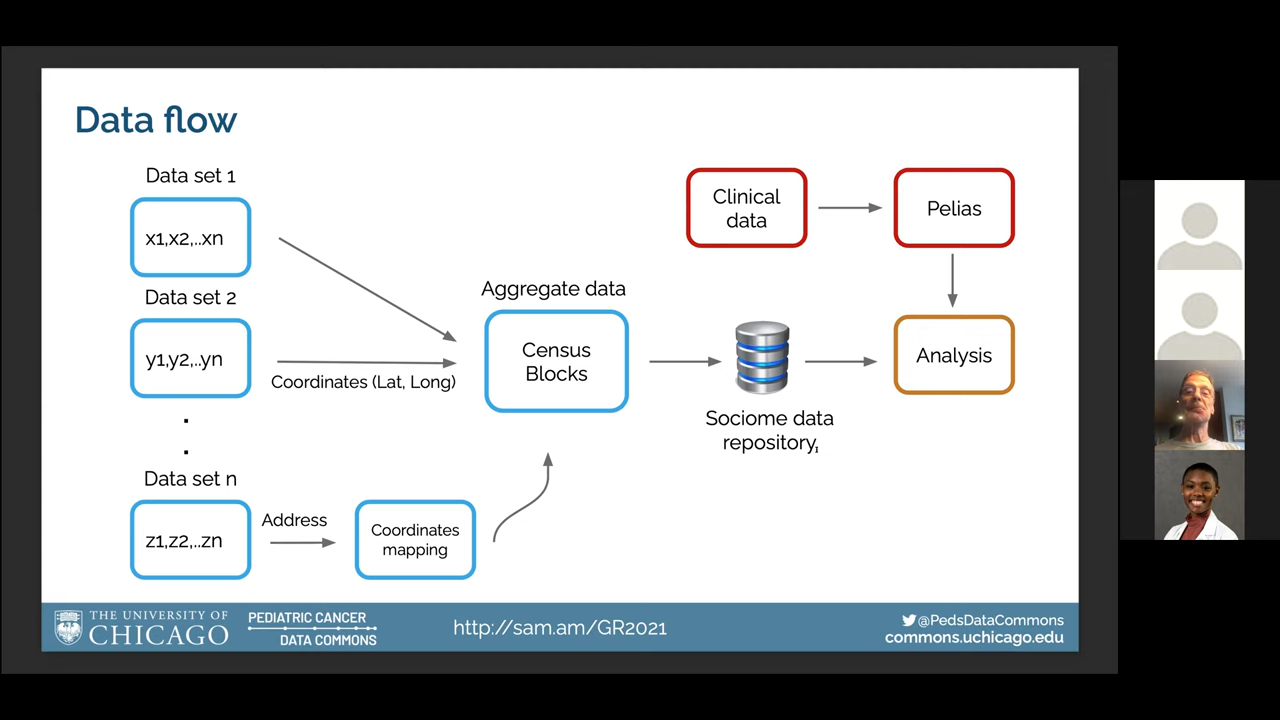 Data flow
Data set 1
x1,x2,..xn
Data set 2
y1,y2,..yn
Coordinates (Lat, Long)
.
.
Data set n
z1,z2,..zn
Address
Coordinates
mapping
Aggregate data
Census
Blocks
Sociome data
repository
Clinical
data
Pelias
Analysis
THE UNIVERSITY OF
CHICAGO
PEDIATRIC CANCER
DATA COMMONS
http://sam.am/GR2021
@PedsDataCommons
commons.uchicago.edu